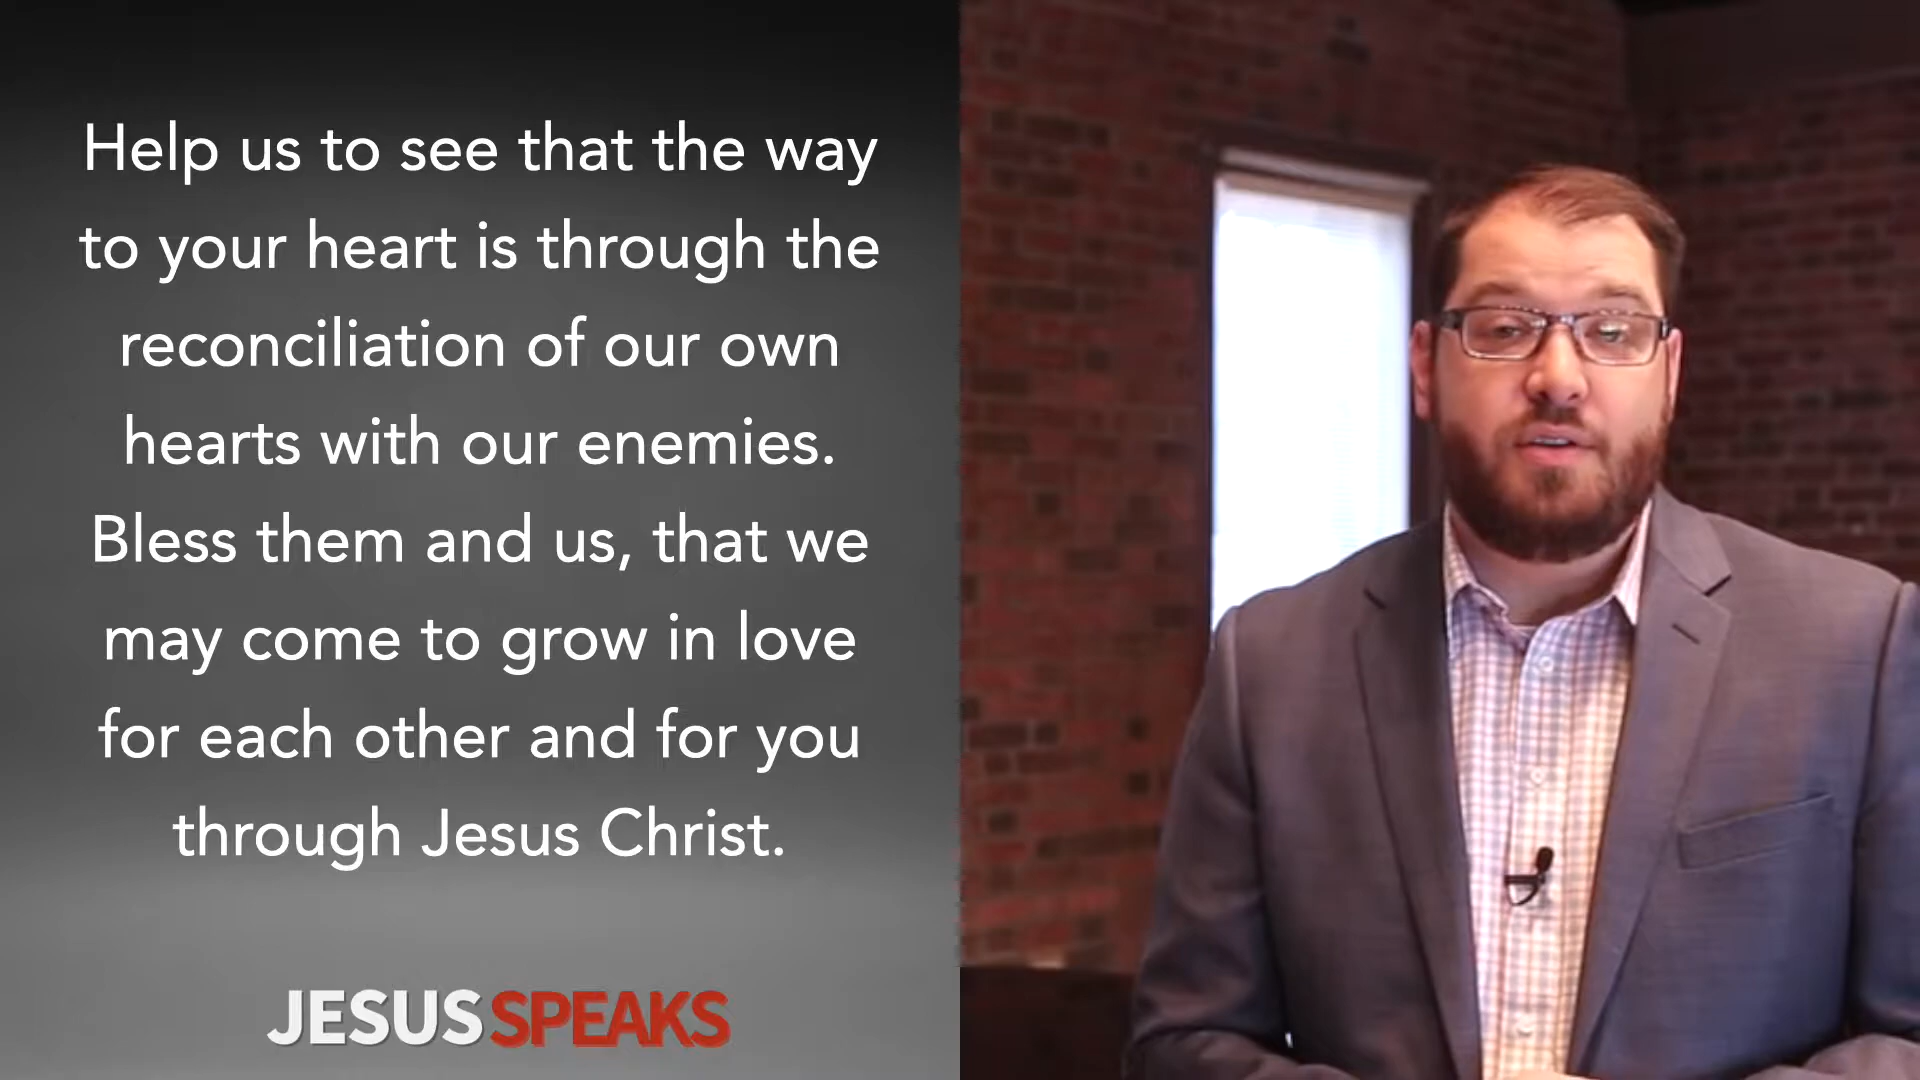 Help us to see that the way
to your heart is through the
reconciliation of our own
hearts with our enemies.
Bless them and us, that we
may come to grow in love
for each other and for you
through Jesus Christ.
JESUS SPEAKS